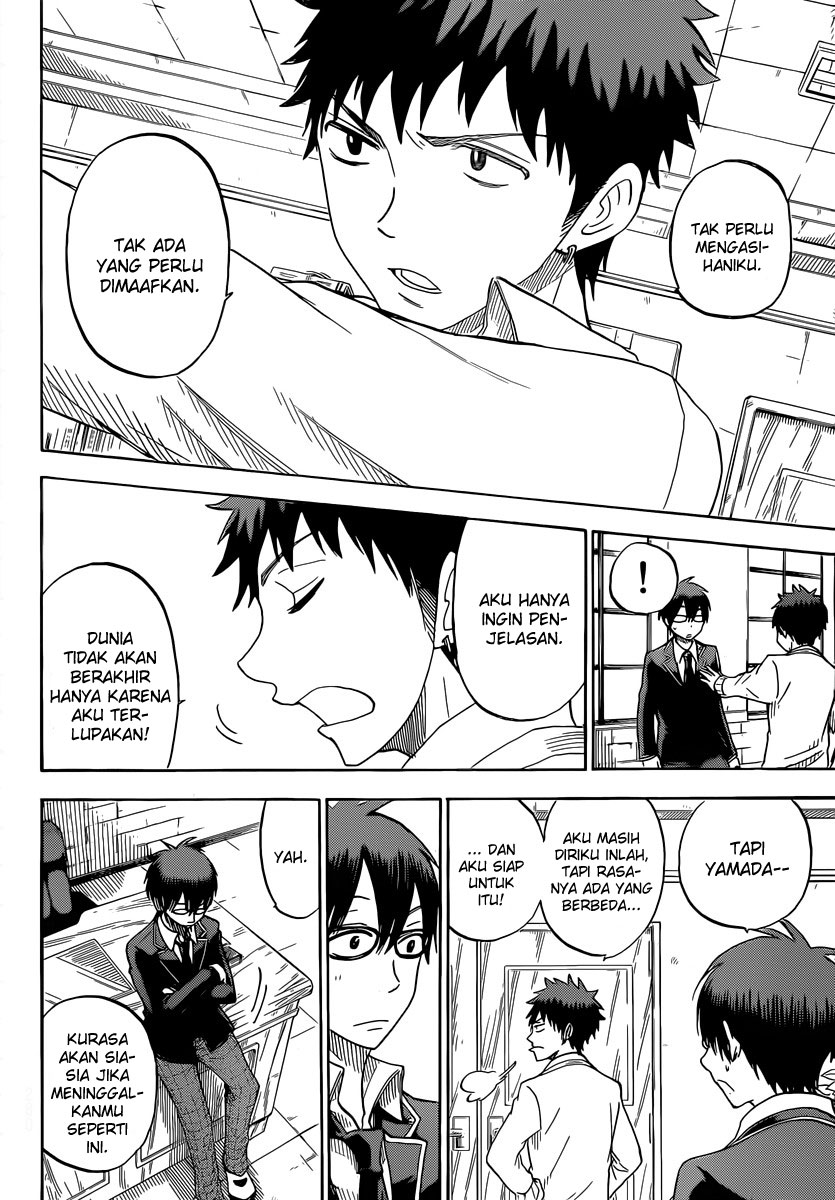 TAK PERLU
MENGASI-
HANIKU.
TAK ADA
YANG PERLU
DIMAAFKAN.
!
AKU HANYA
INGIN PEN-
JELASAN.
DUNIA
TIDAK AKAN
BERAKHIR
HANYA KARENA
AKU TER-
LUPAKAN!
TAPI
YAMADA--
AKU MASIH
DIRIKU INLAH,
TAPI RASA-
NYA ADA YANG
BERBEDA...
... DAN
AKU SIAP
UNTUK
ITU!
YAH.
KURASA
AKAN SIA-
SIA JIKA
MENINGGAL-
KANMU
SEPERTI
INI.